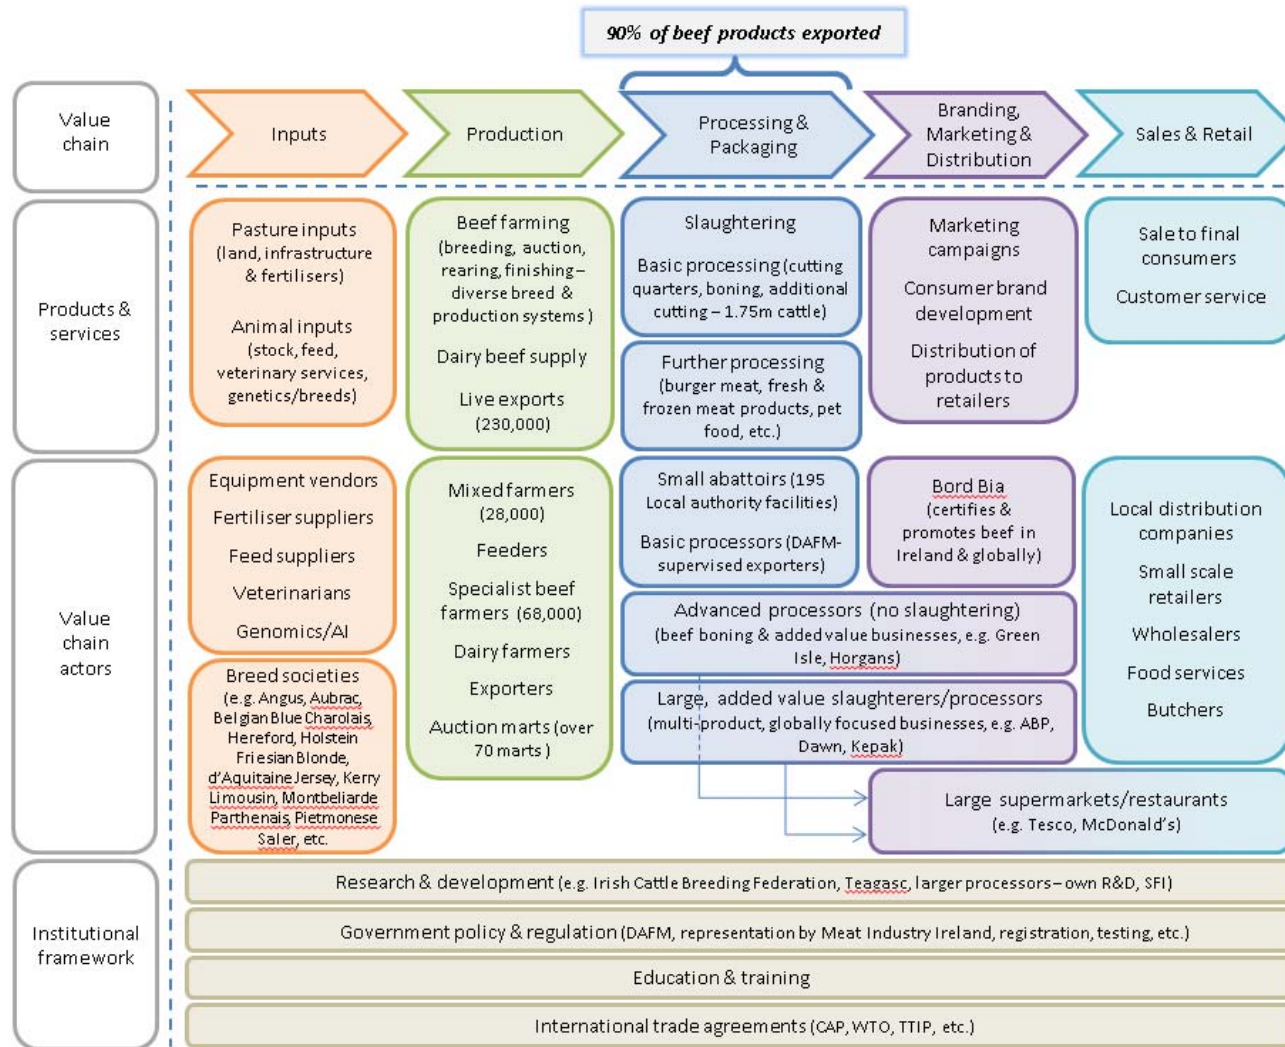 90% of beef products exported
Value
chain
Inputs
Production
Processing &
Packaging
Branding,
Marketing &
Distribution
Sales & Retail
Products &
services
Pasture inputs
(land, infrastructure
& fertilisers)
Animal inputs
(stock, feed,
veterinary services,
genetics/breeds)
Beef farming
(breeding, auction,
rearing, finishing –
diverse breed &
production systems )
Dairy beef supply
Live exports
(230,000)
Slaughtering
Basic processing (cutting
quarters, boning, additional
cutting – 1.75m cattle)
Further processing
(burger meat, fresh &
frozen meat products, pet
food, etc.)
Marketing
campaigns
Consumer brand
development
Distribution of
products to
retailers
Sale to final
consumers
Customer service
Value
chain
actors
Equipment vendors
Fertiliser suppliers
Feed suppliers
Veterinarians
Genomics/AI
Breed societies
(e.g. Angus, Aubrac,
Belgian Blue Charolais,
Hereford, Holstein
Friesian Blonde,
d'Aquitaine Jersey, Kerry
Limousin, Montbeliarde
Parthenais, Pietmonese
Saler, etc.
Mixed farmers
(28,000)
Feeders
Specialist beef
farmers (68,000)
Dairy farmers
Exporters
Auction marts (over
70 marts )
Small abattoirs (195
Local authority facilities)
Basic processors (DAFM-
supervised exporters)
Bord Bia
(certifies &
promotes beef in
Ireland & globally)
Advanced processors (no slaughtering)
(beef boning & added value businesses, e.g. Green
Isle, Horgans)
Large, added value slaughterers/processors
(multi-product, globally focused businesses, e.g. ABP,
Dawn, Kepak)
Local distribution
companies
Small scale
retailers
Wholesalers
Food services
Butchers
Large supermarkets/restaurants
(e.g. Tesco, McDonald's)
Institutional
framework
Research & development (e.g. Irish Cattle Breeding Federation, Teagasc, larger processors – own R&D, SFI)
Government policy & regulation (DAFM, representation by Meat Industry Ireland, registration, testing, etc.)
Education & training
International trade agreements (CAP, WTO, TTIP, etc.)